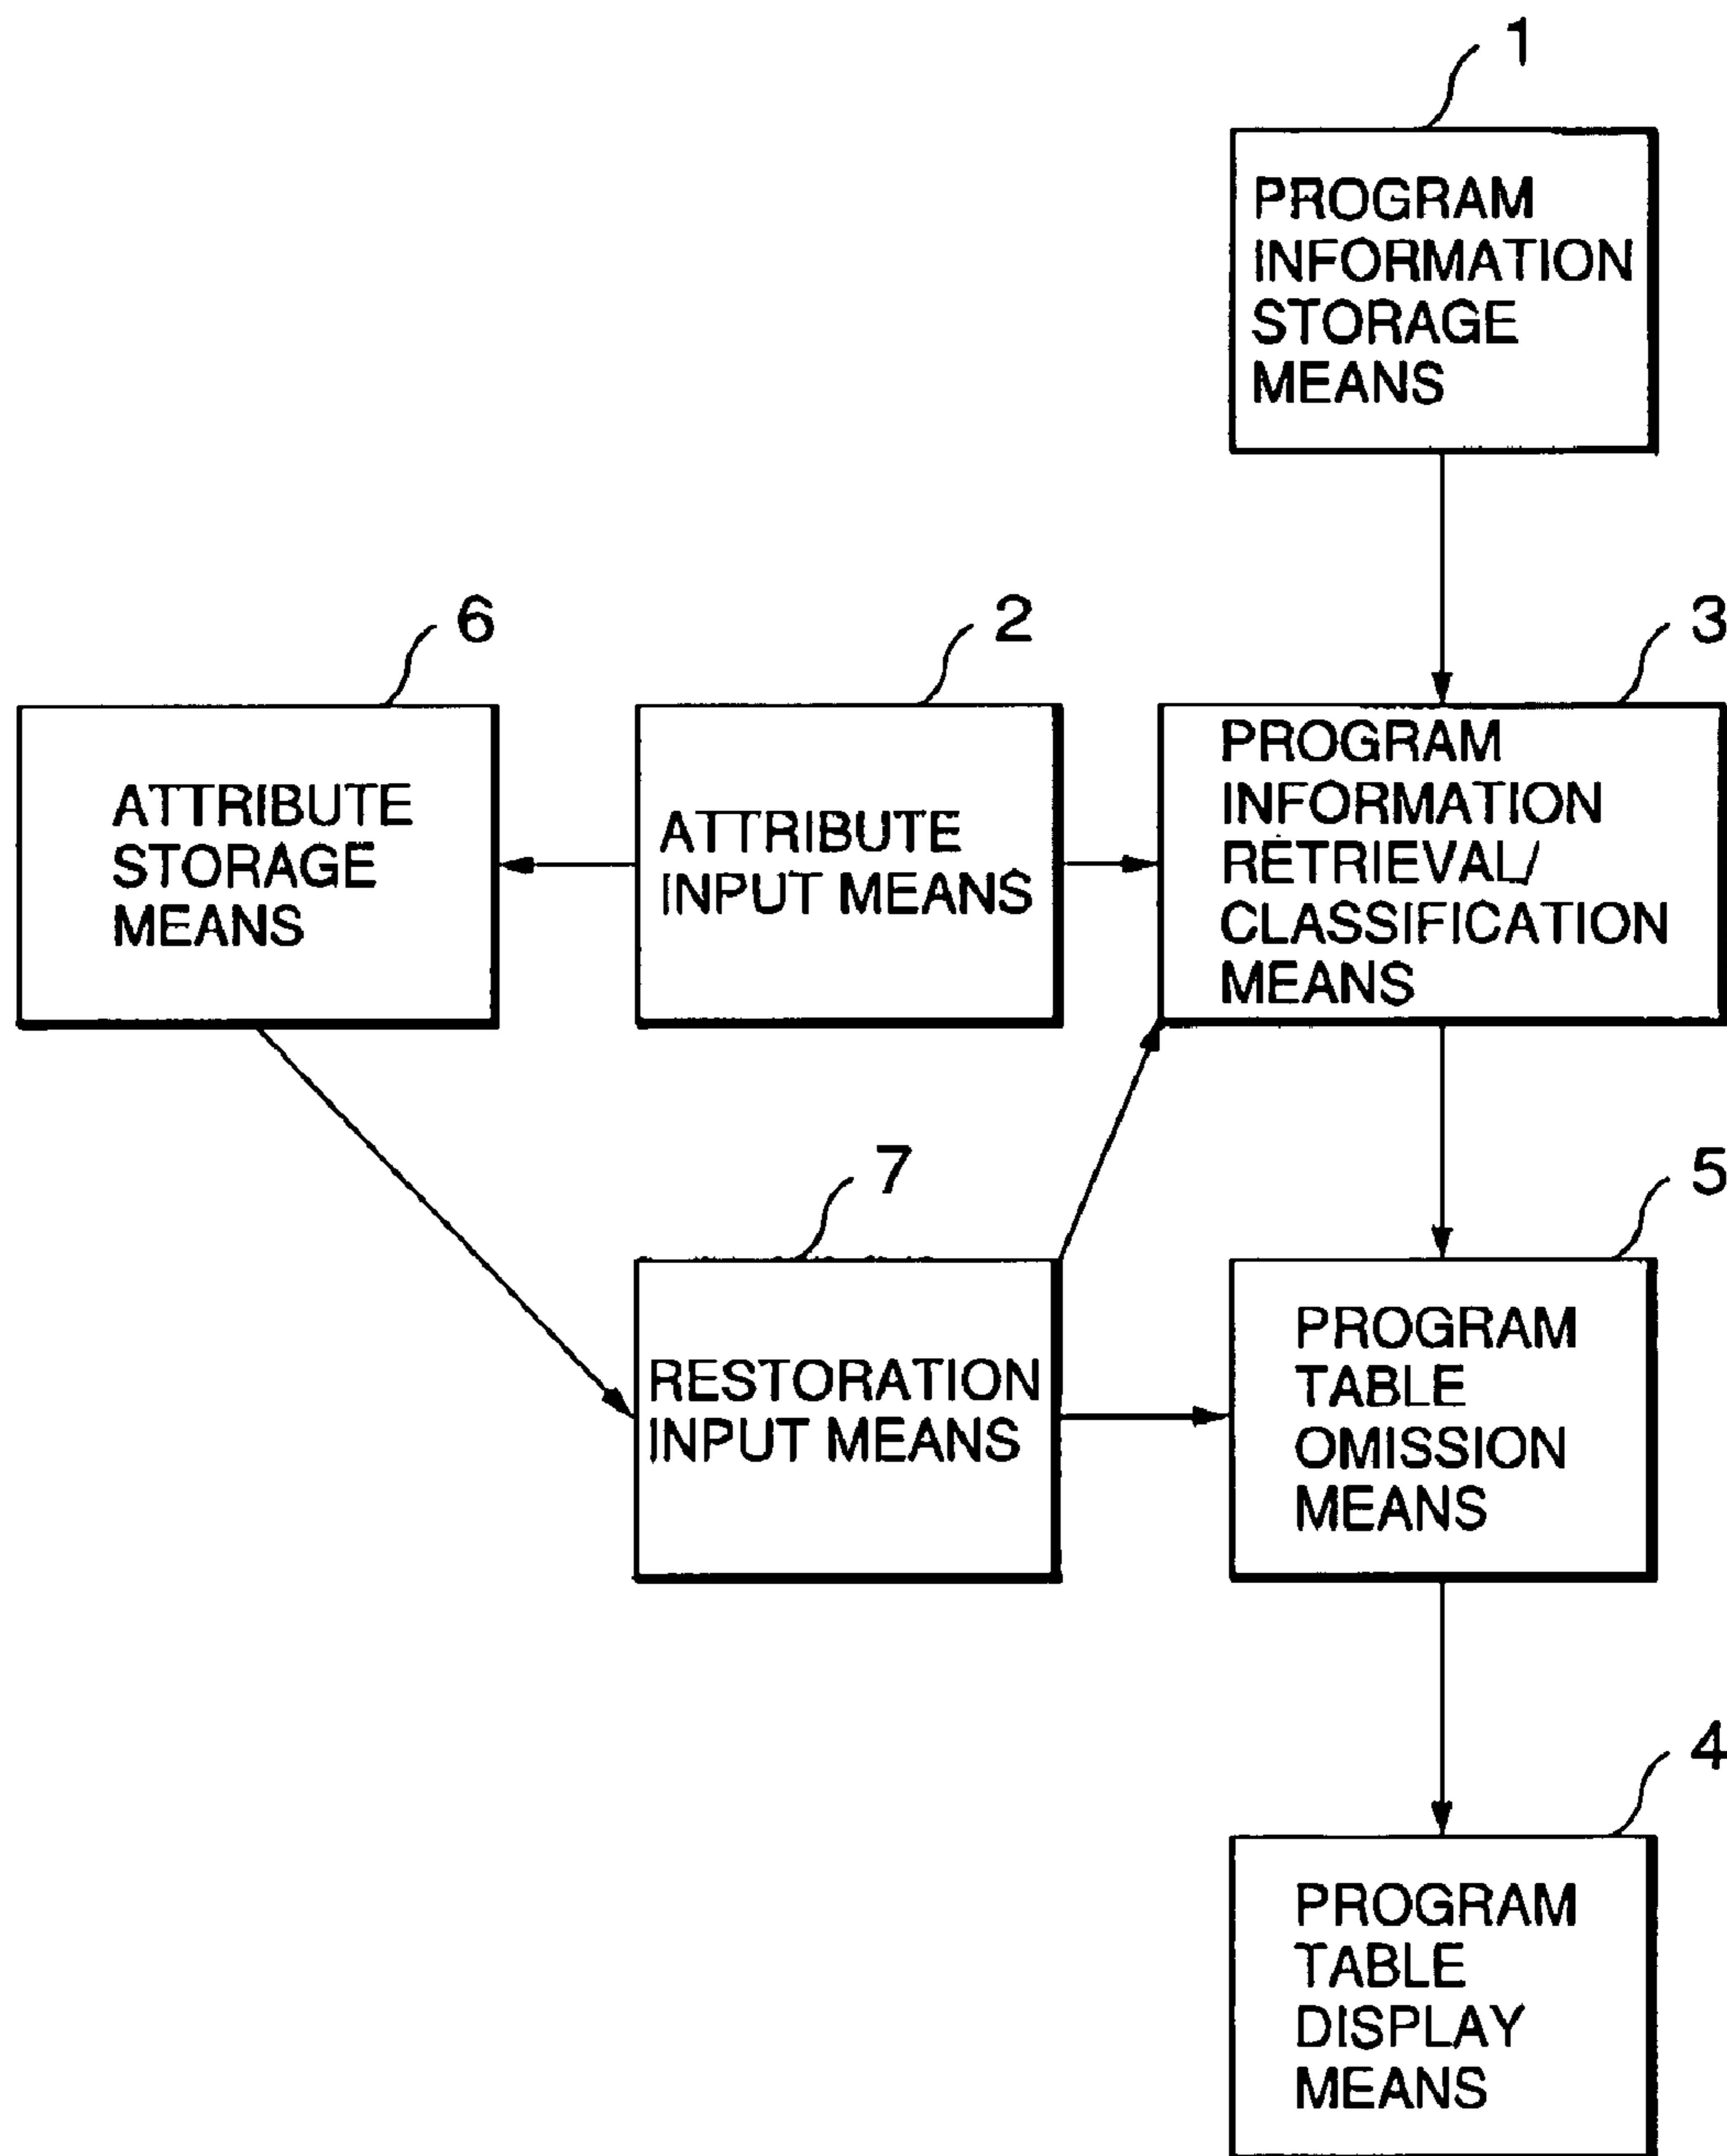 1
PROGRAM
INFORMATION
STORAGE
MEANS
6
2
3
ATTRIBUTE
STORAGE
MEANS
ATTRIBUTE
INPUT MEANS
PROGRAM
INFORMATION
RETRIEVAL/
CLASSIFICATION
MEANS
7
5
RESTORATION
INPUT MEANS
PROGRAM
TABLE
OMISSION
MEANS
4
PROGRAM
TABLE
DISPLAY
MEANS